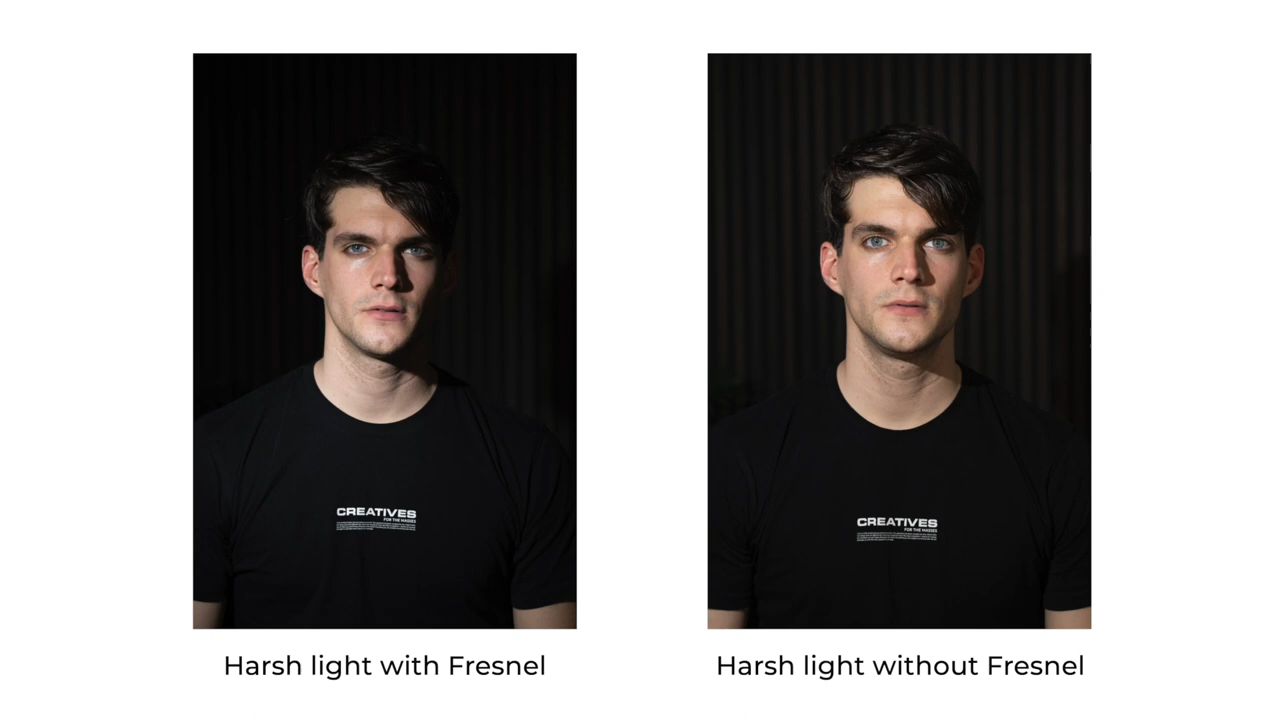 CREATIVES
FOR THE MASSES
CREATIVES
FOR THE MASSES
Harsh light with Fresnel
Harsh light without Fresnel